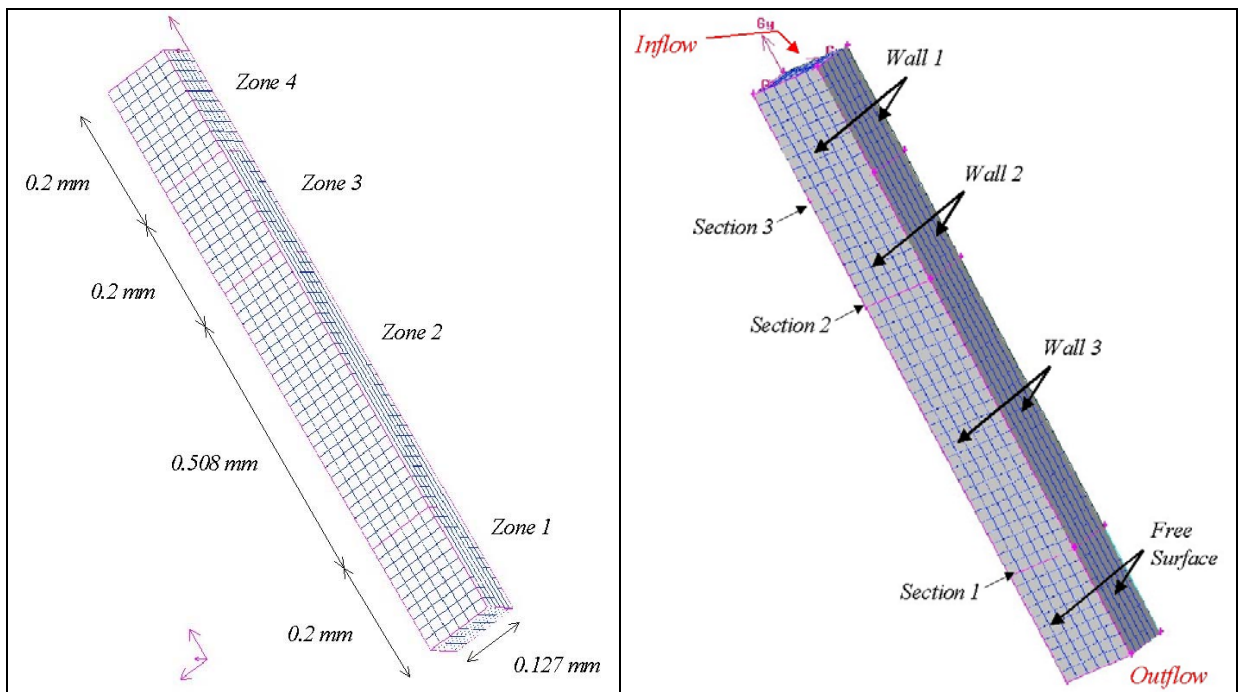 Zone 4
0.2 mm
Zone 3
0.2 mm
Zone 2
0.508 mm
Zone 1
0.2 mm
0.127 mm
Inflow
Gy
Wall 1
Wall 2
Section 3
Section 2
Wall 3
Free
Surface
Section 1
Outflow